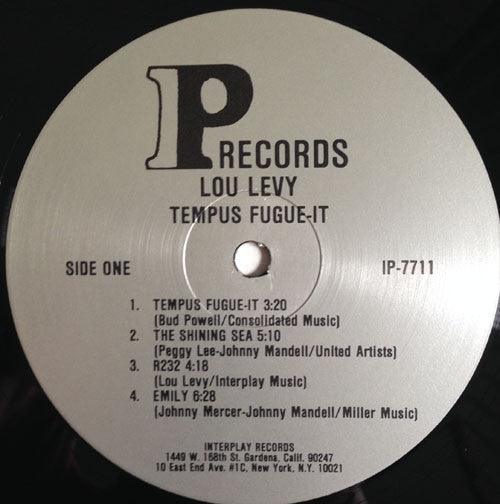 P RECORDS
LOU LEVY
TEMPUS FUGUE-IT
SIDE ONE IP-7711
1. TEMPUS FUGUE-IT 3:20
(Bud Powell/Consolidated Music)
2. THE SHINING SEA 5:10
(Peggy Lee-Johnny Mandell/United Artists)
3. R232 4:18
(Lou Levy/Interplay Music)
4. EMILY 6:28
(Johnny Mercer-Johnny Mandell/Miller Music)
INTERPLAY RECORDS
1449 W. 168th St. Gardena, Calif. 90247
10 East End Ave. #1C, New York, N.Y. 10021